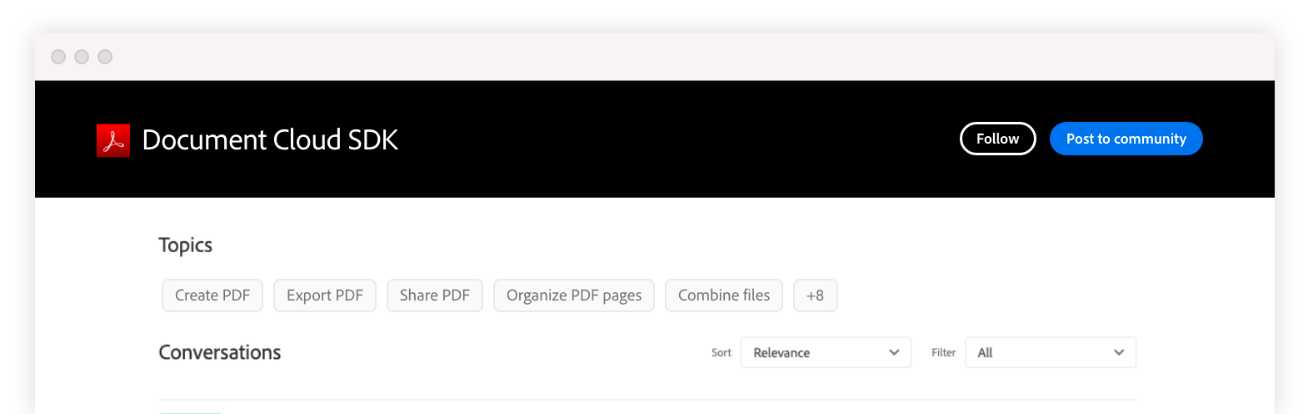 Document Cloud SDK
Follow
Post to community
Topics
Create PDF
Export PDF
Share PDF
Organize PDF pages
Combine files
+8
Conversations
Sort
Relevance
Filter
All